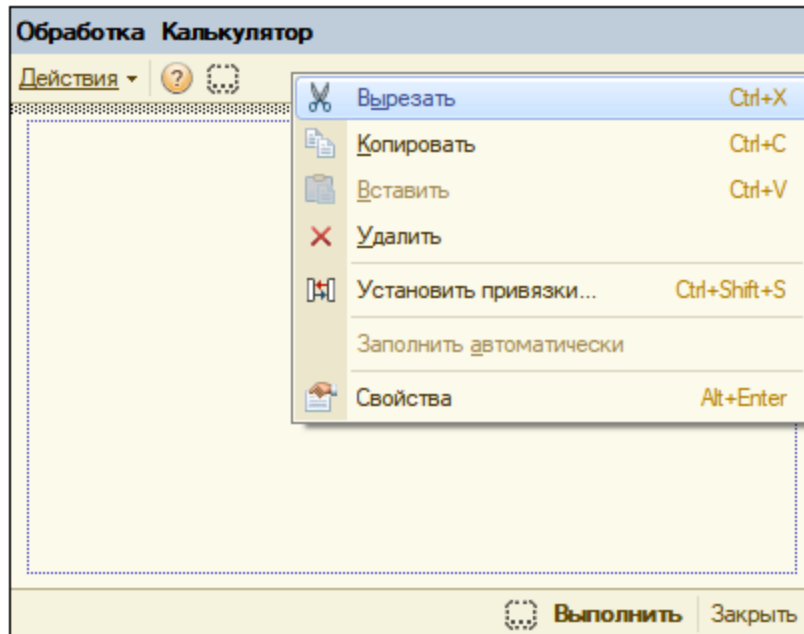 Обработка Калькулятор
Действия
Вырезать Ctrl+X
Копировать Ctrl+C
Вставить Ctrl+V
Удалить
Установить привязки... Ctrl+Shift+S
Заполнить автоматически
Свойства Alt+Enter
Выполнить Закрыть